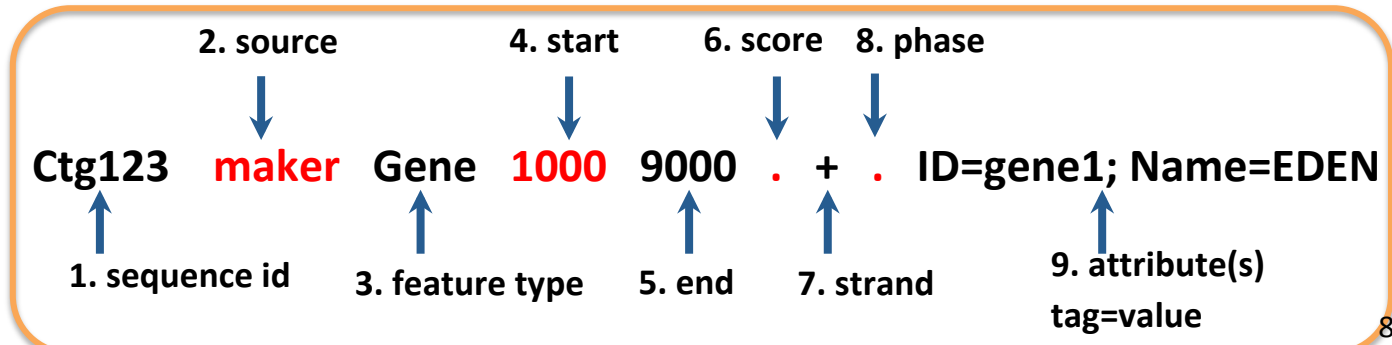 2. source 4. start 6. score 8. phase
Ctg123 maker Gene 1000 9000 . + . ID=gene1; Name=EDEN
1. sequence id 3. feature type 5. end 7. strand 9. attribute(s)
tag=value
8